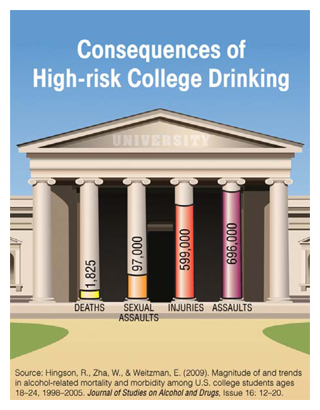 Consequences of
High-risk College Drinking
UNIVERSITY
1,825
97,000
599,000
696,000
DEATHS
SEXUAL
ASSAULTS
INJURIES
ASSAULTS
Source: Hingson, R., Zha, W., & Weitzman, E. (2009). Magnitude of and trends
in alcohol-related mortality and morbidity among U.S. college students ages
18–24, 1998–2005. Journal of Studies on Alcohol and Drugs, Issue 16: 12–20.